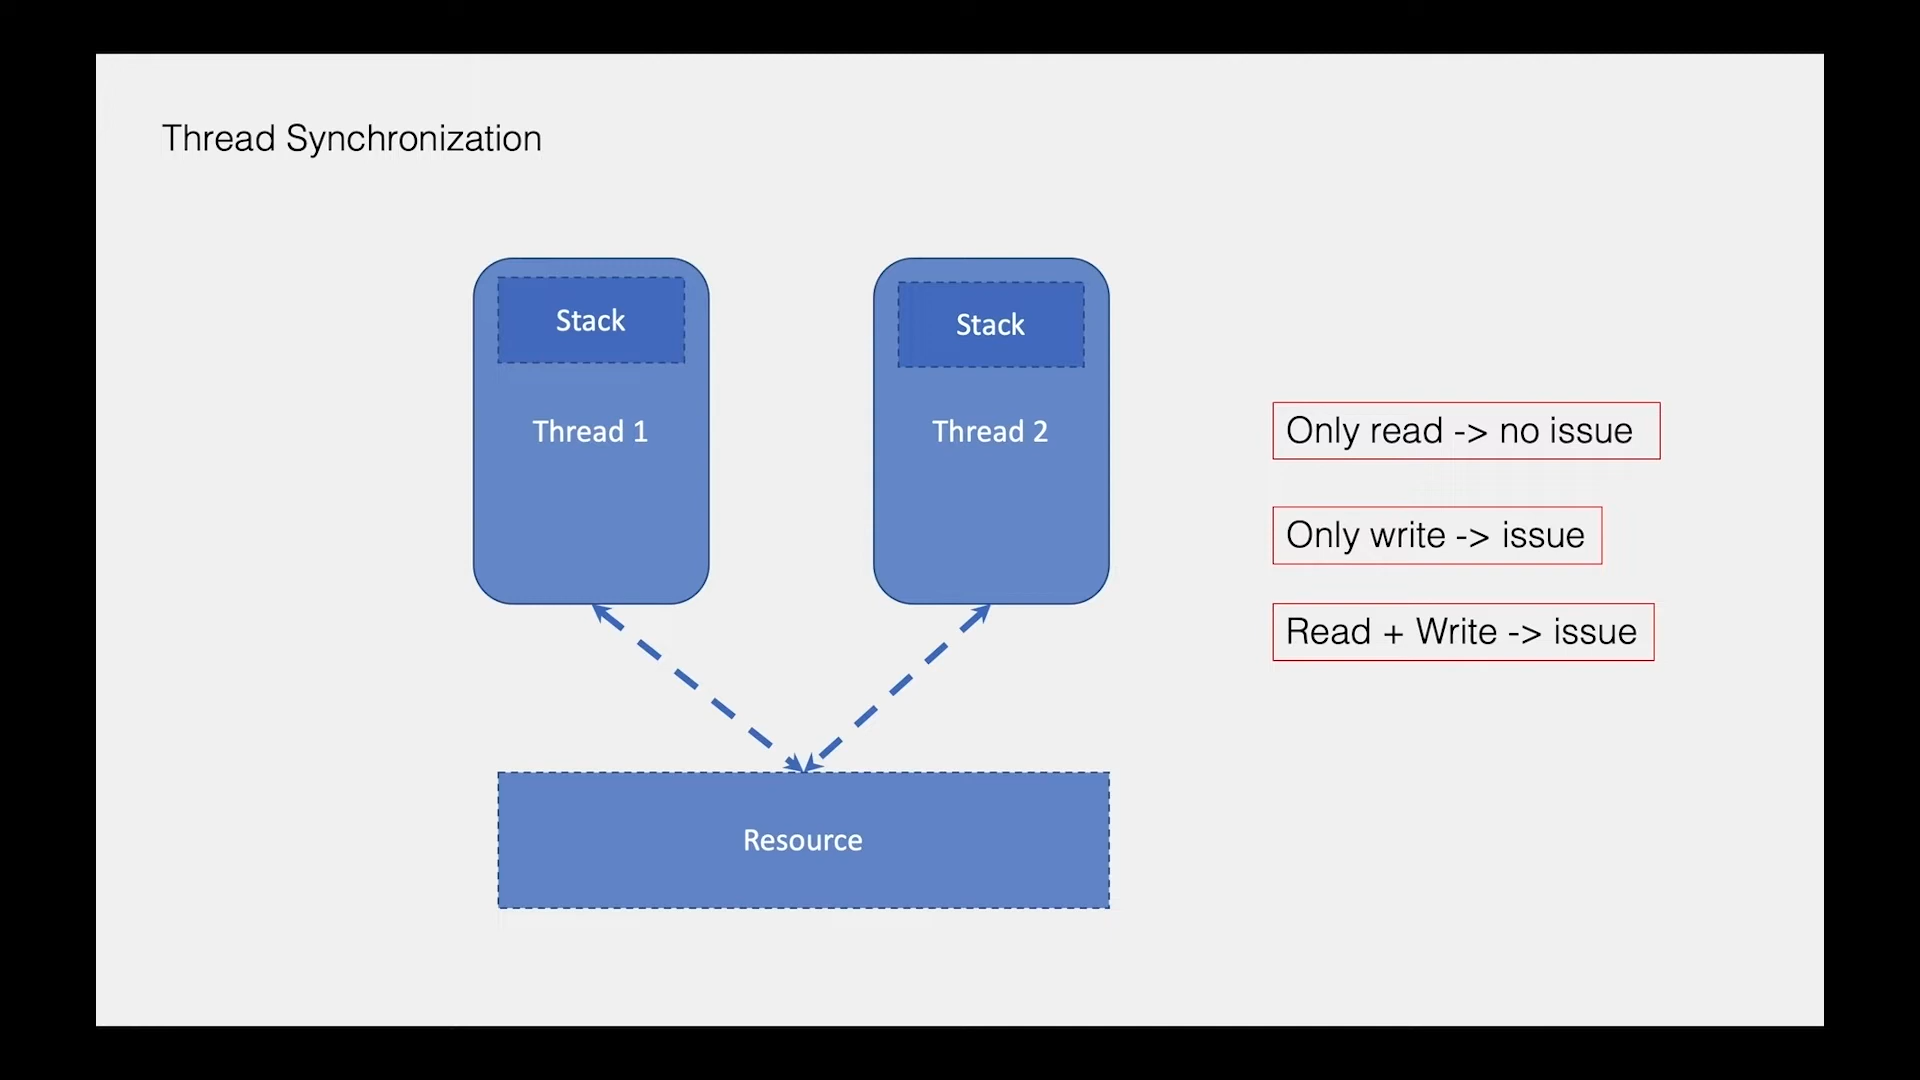 Thread Synchronization
Stack
Stack
Thread 1
Thread 2
Only read -> no issue
Only write -> issue
Read + Write -> issue
Resource